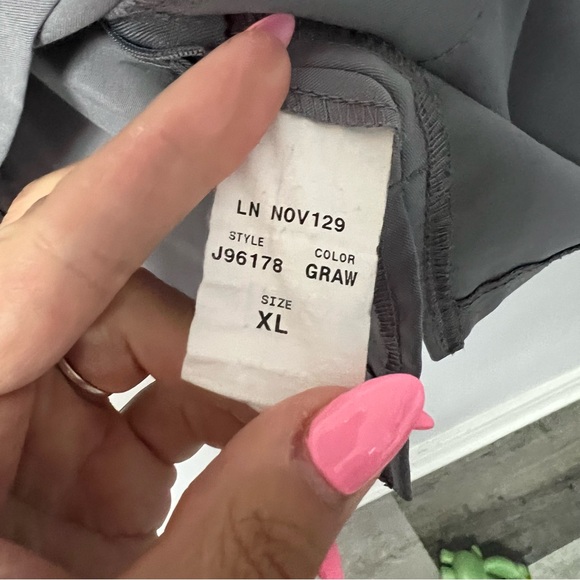 LN NOV129
STYLE COLOR
J96178 GRAW
SIZE
XL